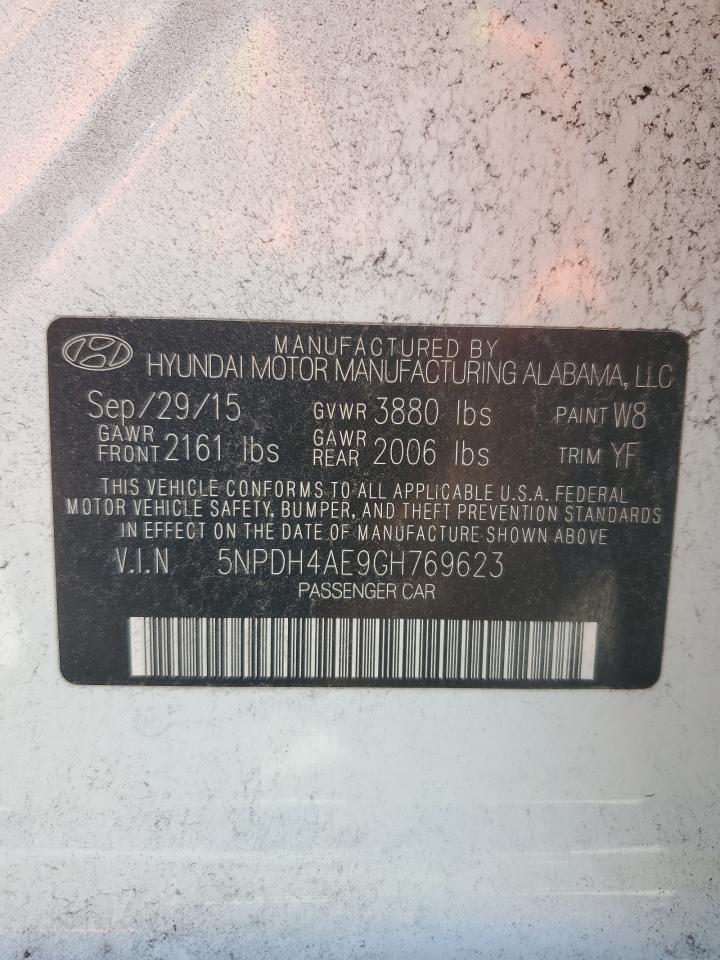 MANUFACTURED BY
HYUNDAI MOTOR MANUFACTURING ALABAMA, LLC
Sep/29/15 GVWR 3880 lbs PAINT W8
GAWR FRONT 2161 lbs GAWR REAR 2006 lbs TRIM YF
THIS VEHICLE CONFORMS TO ALL APPLICABLE U.S.A. FEDERAL
MOTOR VEHICLE SAFETY, BUMPER, AND THEFT PREVENTION STANDARDS
IN EFFECT ON THE DATE OF MANUFACTURE SHOWN ABOVE
V.I.N 5NPDH4AE9GH769623
PASSENGER CAR